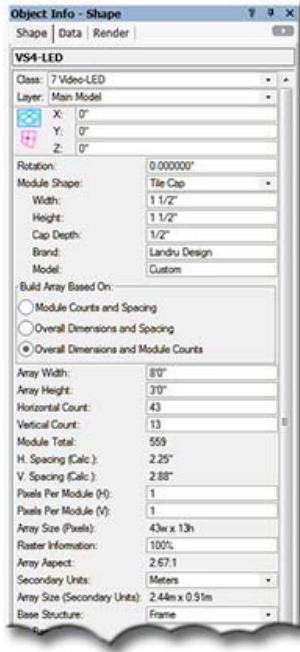 Object Info - Shape
Shape Data Render
VS4-LED
Class: 7 Video-LED
Layer: Main Model
X: 0"
Y: 0"
Z: 0"
Rotation: 0.000000°
Module Shape: Tile Cap
Width: 1 1/2"
Height: 1 1/2"
Cap Depth: 1/2"
Brand: Landru Design
Model: Custom
Build Array Based On:
Module Counts and Spacing
Overall Dimensions and Spacing
Overall Dimensions and Module Counts
Array Width: 8'0"
Array Height: 3'0"
Horizontal Count: 43
Vertical Count: 13
Module Total: 559
H. Spacing (Calc.): 2.25"
V. Spacing (Calc.): 2.88"
Pixels Per Module (H): 1
Pixels Per Module (V): 1
Array Size (Pixels): 43w x 13h
Raster Information: 100%
Array Aspect: 2.67:1
Secondary Units: Meters
Array Size (Secondary Units): 2.44m x 0.91m
Base Structure: Frame